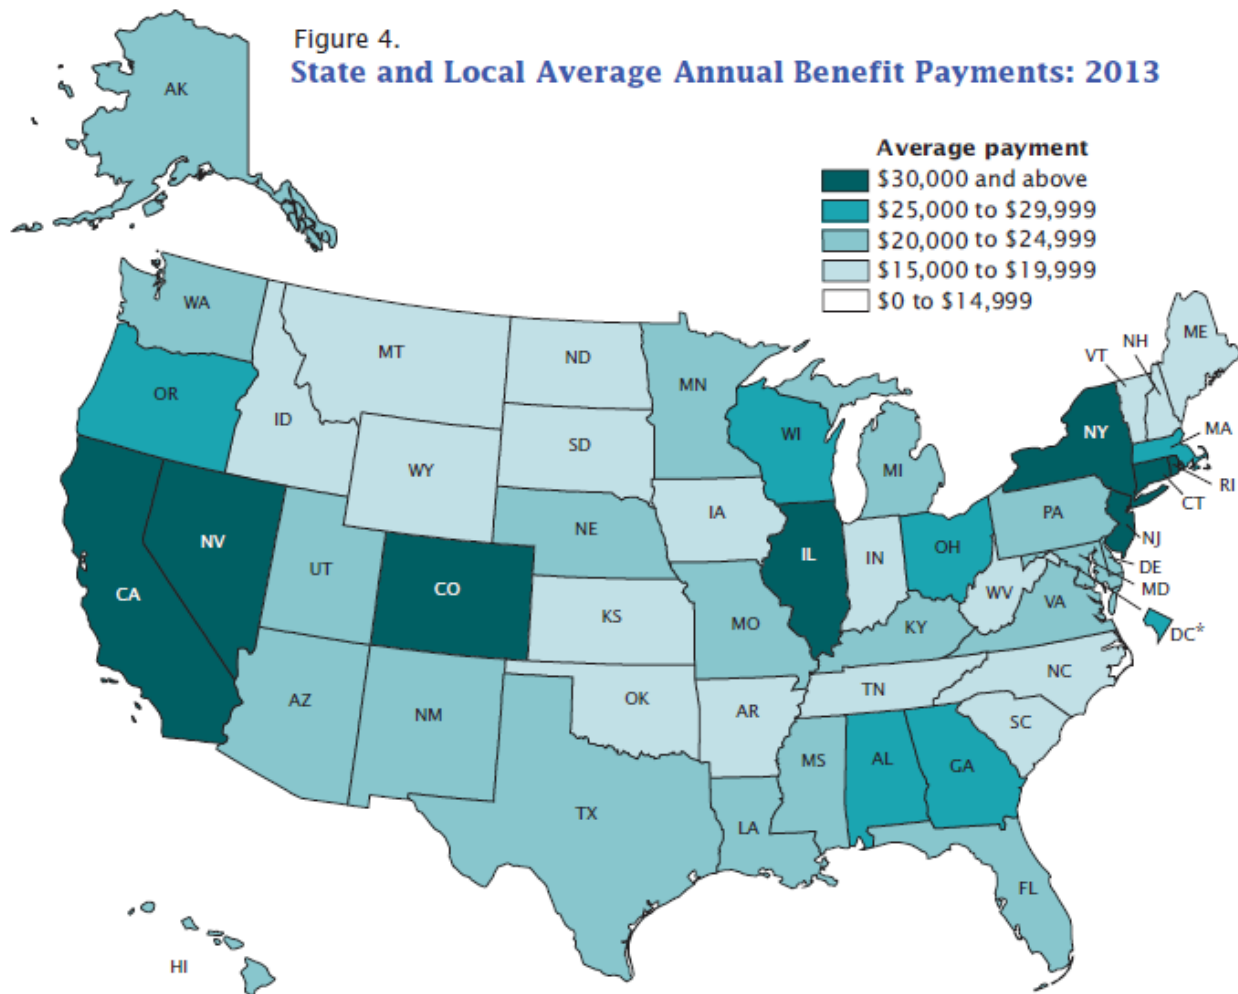 Figure 4.
State and Local Average Annual Benefit Payments: 2013
AK
Average payment
$30,000 and above
$25,000 to $29,999
$20,000 to $24,999
$15,000 to $19,999
$0 to $14,999
WA
MT
ND
MN
VT
NH
ME
OR
ID
SD
WI
NY
MA
WY
MI
RI
IA
CT
NE
PA
NV
UT
CO
IL
IN
OH
NJ
DE
MD
CA
KS
MO
WV
VA
KY
DC*
AZ
NM
OK
AR
TN
NC
SC
TX
MS
AL
GA
LA
FL
HI